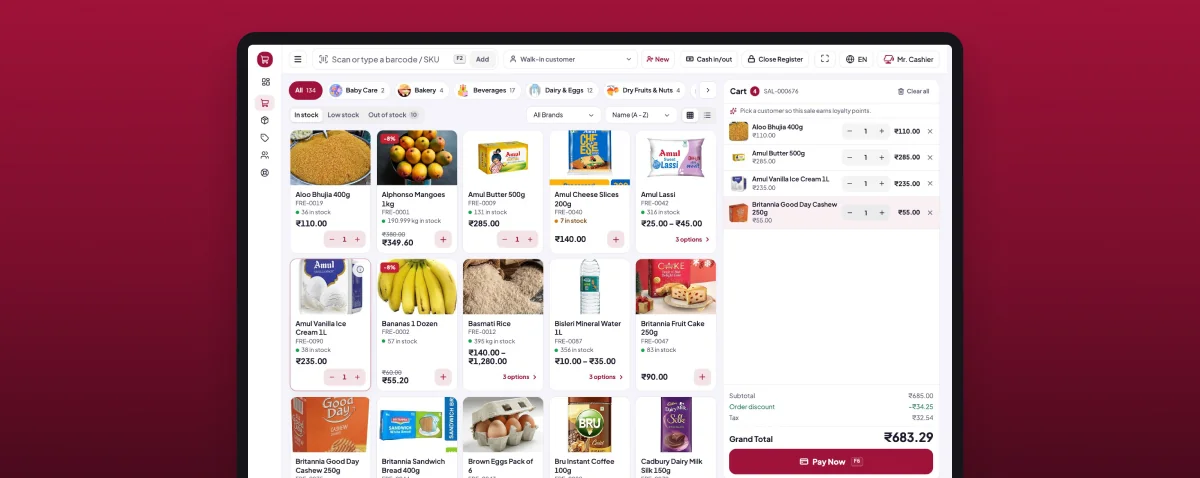 Scan or type a barcode / SKU F2 Add
Walk-in customer
New
Cash in/out
Close Register
EN
Mr. Cashier
All 134
Baby Care 2
Bakery 4
Beverages 17
Dairy & Eggs 12
Dry Fruits & Nuts 4
In stock Low stock Out of stock 10
All Brands
Name (A - Z)
Aloo Bhujia 400g
FRE-0019
36 in stock
₹110.00
1
-8%
Alphonso Mangoes
1kg
FRE-0001
190.999 kg in stock
₹380.00
₹349.60
Amul
Amul Butter 500g
FRE-0009
131 in stock
₹285.00
1
Amul Cheese Slices
200g
FRE-0040
7 in stock
₹140.00
Amul
Lassi
Amul Lassi
FRE-0042
316 in stock
₹25.00 – ₹45.00
3 options
Amul
Amul Vanilla Ice
Cream 1L
FRE-0090
38 in stock
₹235.00
1
-8%
Bananas 1 Dozen
FRE-0002
57 in stock
₹60.00
₹55.20
Basmati Rice
FRE-0012
395 kg in stock
₹140.00 –
₹1,280.00
3 options
Bisleri Mineral Water
1L
FRE-0087
356 in stock
₹10.00 – ₹35.00
3 options
CAKE
Britannia Fruit Cake
250g
FRE-0047
83 in stock
₹90.00
Good
Day
Britannia Good Day
Cashew 250g
SANDWICH
Britannia Sandwich
Bread 400g
Brown Eggs Pack of
6
BRU
Bru Instant Coffee
100g
Dairy Milk
Silk
Cadbury Dairy Milk
Silk 150g
Cart 4 SAL-000676
Clear all
Pick a customer so this sale earns loyalty points.
Aloo Bhujia 400g
₹110.00
1
₹110.00
Amul Butter 500g
₹285.00
1
₹285.00
Amul Vanilla Ice Cream 1L
₹235.00
1
₹235.00
Britannia Good Day Cashew
250g
₹55.00
1
₹55.00
Subtotal ₹685.00
Order discount -₹34.25
Tax ₹32.54
Grand Total ₹683.29
Pay Now F8